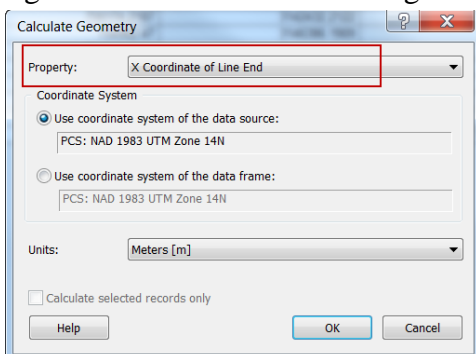 Calculate Geometry
Property: X Coordinate of Line End
Coordinate System
Use coordinate system of the data source:
PCS: NAD 1983 UTM Zone 14N
Use coordinate system of the data frame:
PCS: NAD 1983 UTM Zone 14N
Units: Meters [m]
Calculate selected records only
Help OK Cancel